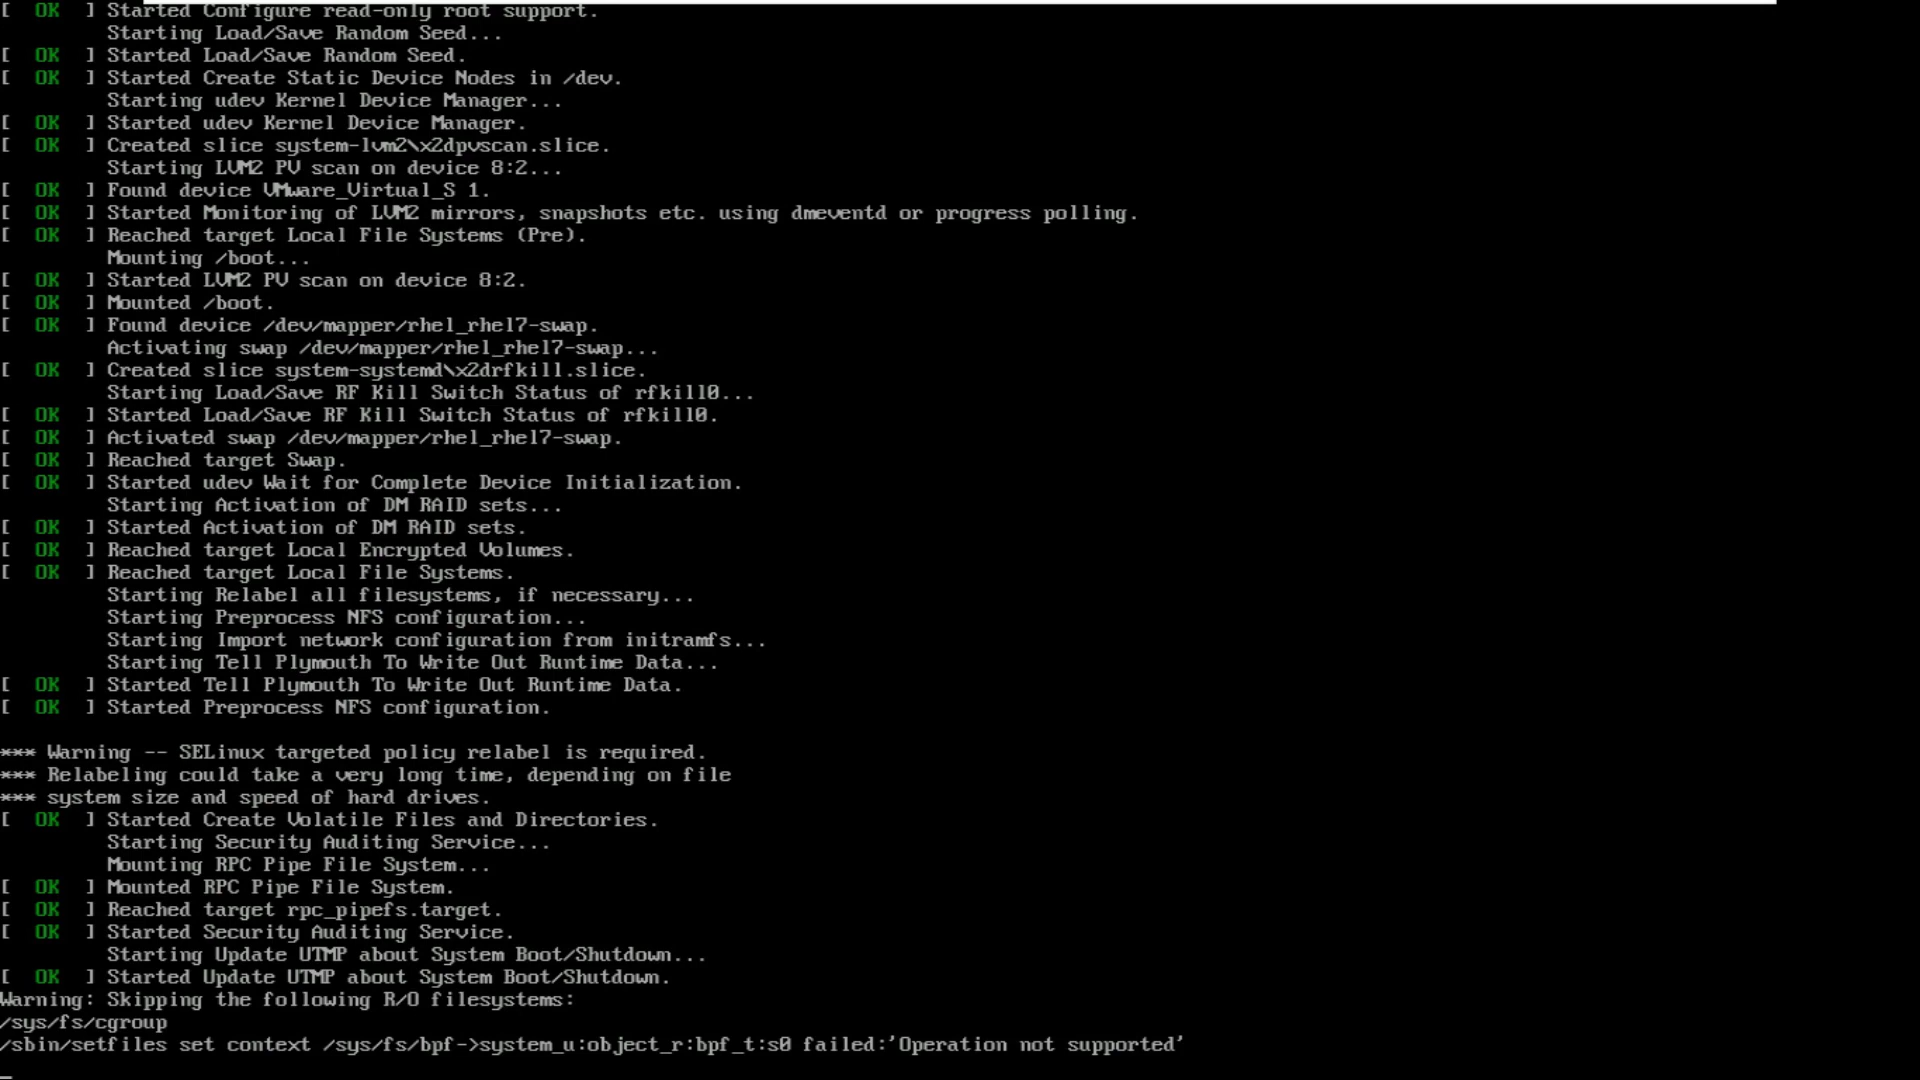 [  OK  ] Started Configure read-only root support.
         Starting Load/Save Random Seed...
[  OK  ] Started Load/Save Random Seed.
[  OK  ] Started Create Static Device Nodes in /dev.
         Starting udev Kernel Device Manager...
[  OK  ] Started udev Kernel Device Manager.
[  OK  ] Created slice system-lvm2\x2dpvscan.slice.
         Starting LVM2 PV scan on device 8:2...
[  OK  ] Found device VMware_Virtual_S 1.
[  OK  ] Started Monitoring of LVM2 mirrors, snapshots etc. using dmeventd or progress polling.
[  OK  ] Reached target Local File Systems (Pre).
         Mounting /boot...
[  OK  ] Started LVM2 PV scan on device 8:2.
[  OK  ] Mounted /boot.
[  OK  ] Found device /dev/mapper/rhel_rhel7-swap.
         Activating swap /dev/mapper/rhel_rhel7-swap...
[  OK  ] Created slice system-systemd\x2drfkill.slice.
         Starting Load/Save RF Kill Switch Status of rfkill0...
[  OK  ] Started Load/Save RF Kill Switch Status of rfkill0.
[  OK  ] Activated swap /dev/mapper/rhel_rhel7-swap.
[  OK  ] Reached target Swap.
[  OK  ] Started udev Wait for Complete Device Initialization.
         Starting Activation of DM RAID sets...
[  OK  ] Started Activation of DM RAID sets.
[  OK  ] Reached target Local Encrypted Volumes.
[  OK  ] Reached target Local File Systems.
         Starting Relabel all filesystems, if necessary...
         Starting Preprocess NFS configuration...
         Starting Import network configuration from initramfs...
         Starting Tell Plymouth To Write Out Runtime Data...
[  OK  ] Started Tell Plymouth To Write Out Runtime Data.
[  OK  ] Started Preprocess NFS configuration.
*** Warning -- SELinux targeted policy relabel is required.
*** Relabeling could take a very long time, depending on file
*** system size and speed of hard drives.
[  OK  ] Started Create Volatile Files and Directories.
         Starting Security Auditing Service...
         Mounting RPC Pipe File System...
[  OK  ] Mounted RPC Pipe File System.
[  OK  ] Reached target rpc_pipefs.target.
[  OK  ] Started Security Auditing Service.
         Starting Update UTMP about System Boot/Shutdown...
[  OK  ] Started Update UTMP about System Boot/Shutdown.
Warning: Skipping the following R/O filesystems:
/sys/fs/cgroup
/sbin/setfiles set context /sys/fs/bpf->system_u:object_r:bpf_t:s0 failed:'Operation not supported'